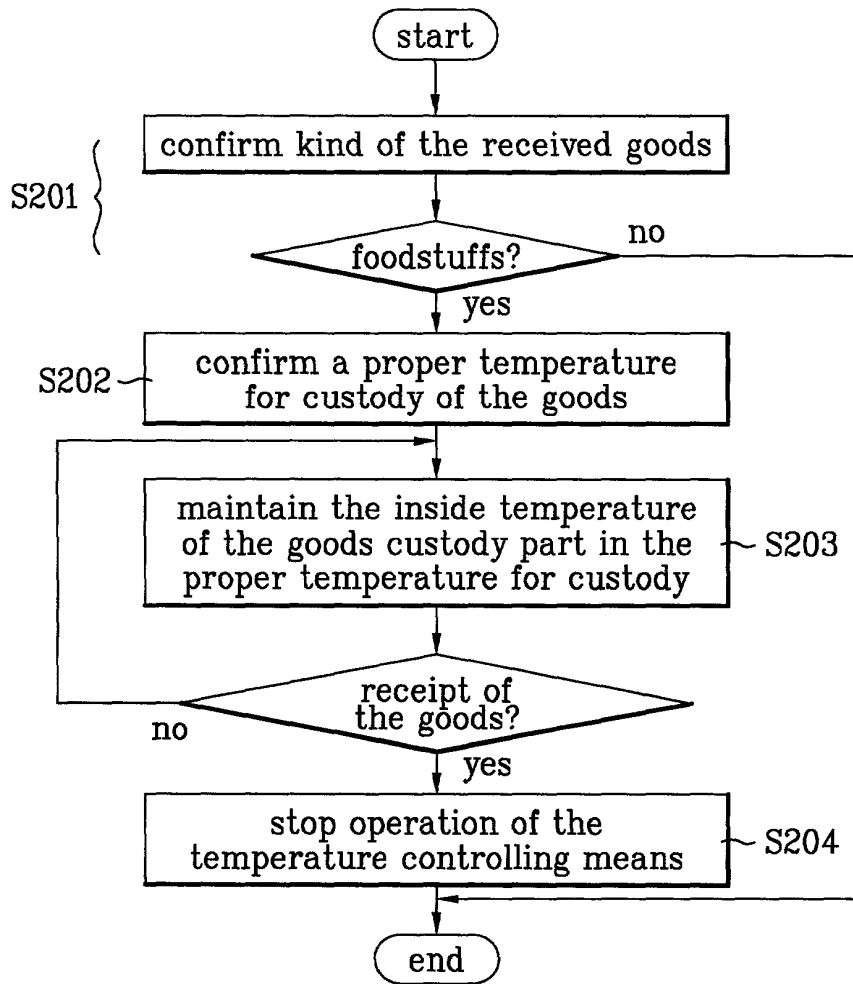 start
confirm kind of the received goods
S201
foodstuffs?
no
yes
S202
confirm a proper temperature
for custody of the goods
maintain the inside temperature
of the goods custody part in the
proper temperature for custody
S203
receipt of
the goods?
no
yes
stop operation of the
temperature controlling means
S204
end